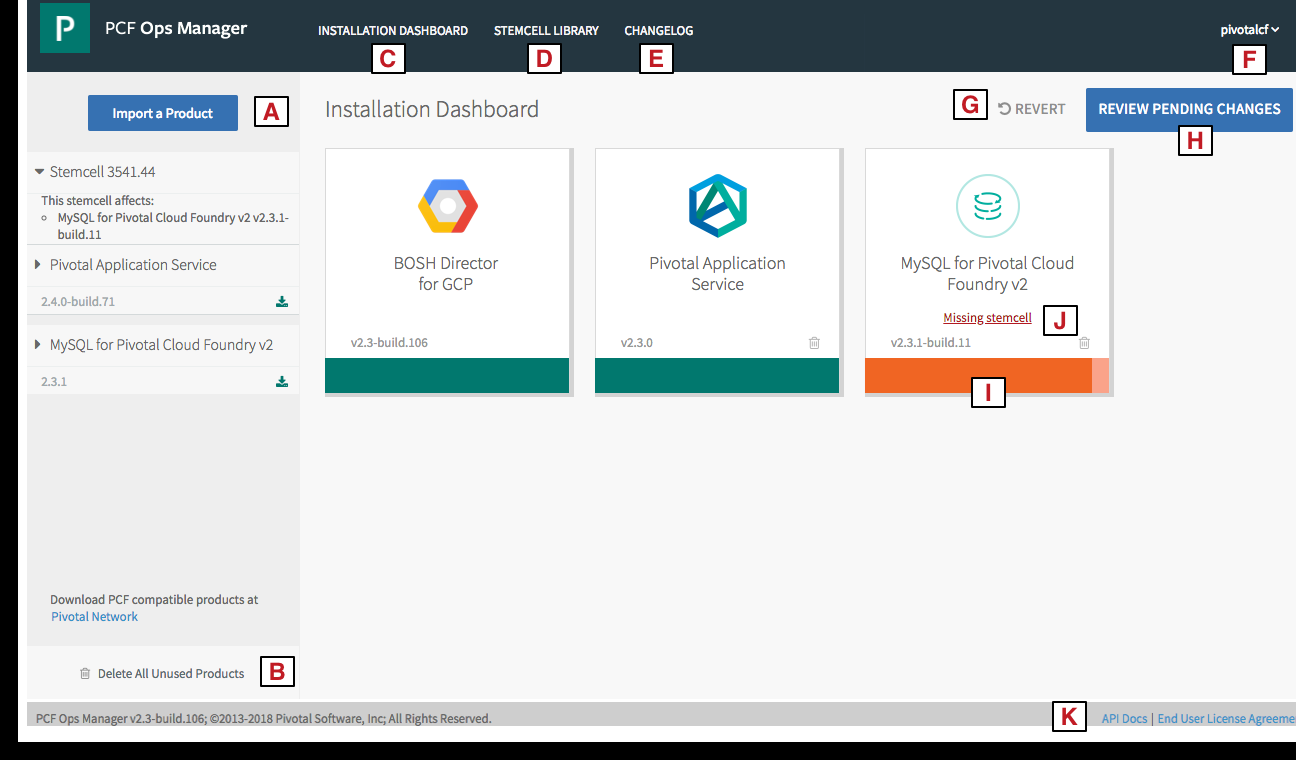 P PCF Ops Manager INSTALLATION DASHBOARD STEMCELL LIBRARY CHANGELOG pivotalcf
C D E F
Import a Product A
Installation Dashboard G REVERT REVIEW PENDING CHANGES
H
Stemcell 3541.44
This stemcell affects:
MySQL for Pivotal Cloud Foundry v2 v2.3.1-
build.11
Pivotal Application Service
2.4.0-build.71
MySQL for Pivotal Cloud Foundry v2
2.3.1
BOSH Director
for GCP
v2.3-build.106
Pivotal Application
Service
v2.3.0
MySQL for Pivotal Cloud
Foundry v2
Missing stemcell J
v2.3.1-build.11
I
Download PCF compatible products at
Pivotal Network
Delete All Unused Products B
PCF Ops Manager v2.3-build.106; ©2013-2018 Pivotal Software, Inc; All Rights Reserved. K API Docs | End User License Agreeme